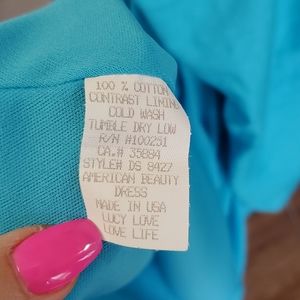 100 % COTTON
CONTRAST LINING
COLD WASH
TUMBLE DRY LOW
R/N #100251
CA.# 35884
STYLE# DS 8427
AMERICAN BEAUTY
DRESS
MADE IN USA
LUCY LOVE
LOVE LIFE